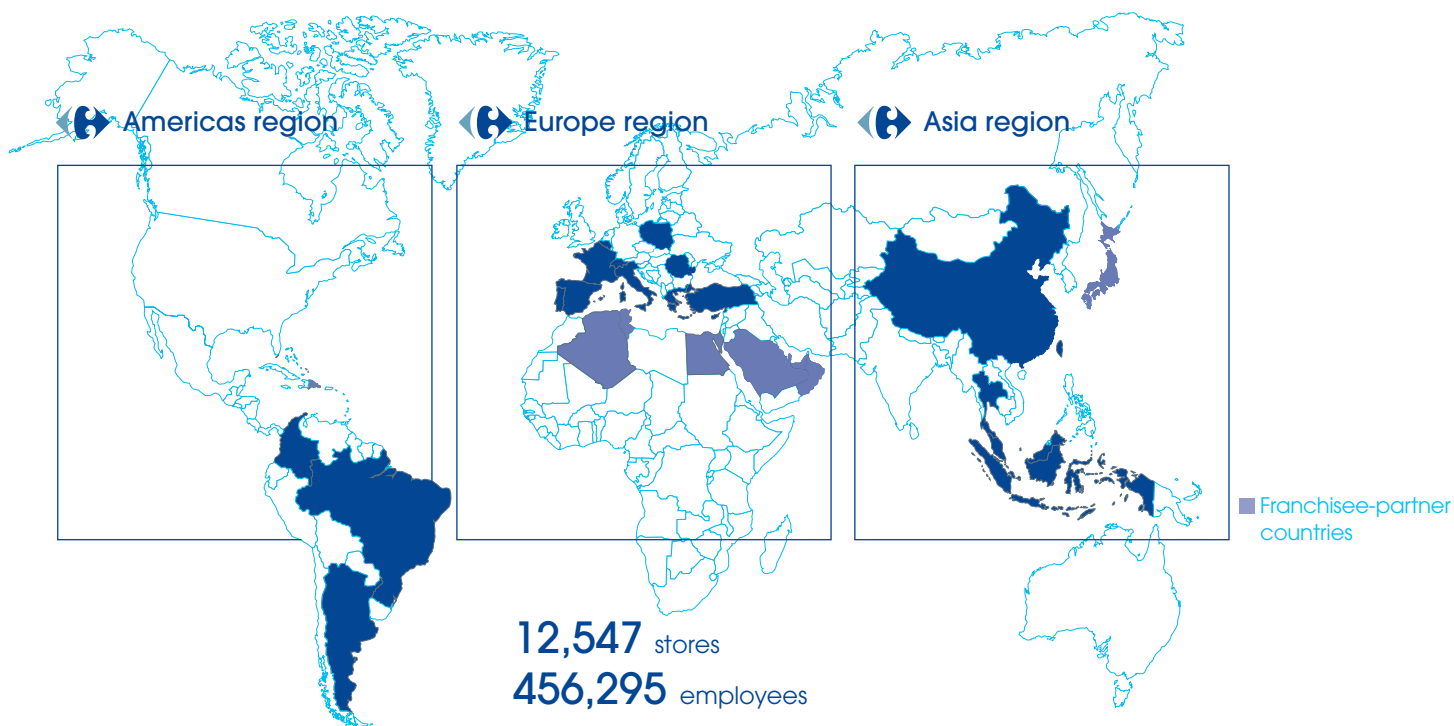 Americas region
Europe region
Asia region
Franchisee-partner
countries
12,547 stores
456,295 employees